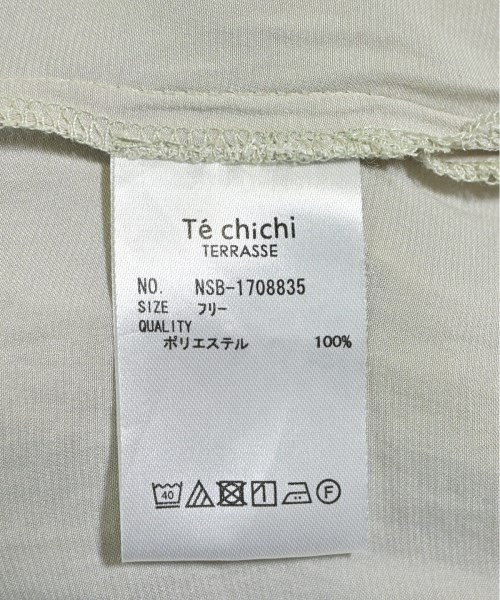 Té chichi
TERRASSE
NO. NSB-1708835
SIZE フリー
QUALITY
ポリエステル 100%
40 F